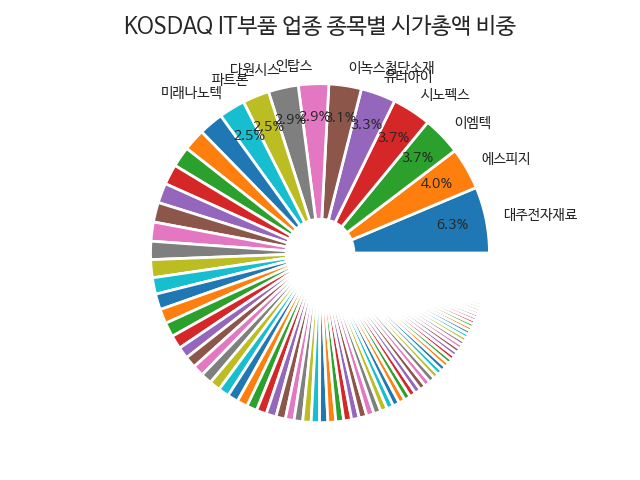 KOSDAQ IT부품 업종 종목별 시가총액 비중
대주전자재료
에스피지
이엠텍
시노펙스
유티아이
이녹스첨단소재
인탑스
다원시스
파트론
미래나노텍
6.3%
4.0%
3.7%
3.7%
3.3%
3.1%
2.9%
2.9%
2.5%
2.5%